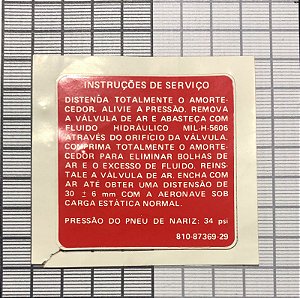 INSTRUÇÕES DE SERVIÇO
DISTENDA TOTALMENTE O AMORTE-
CEDOR. ALIVIE A PRESSÃO. REMOVA
A VÁLVULA DE AR E ABASTEÇA COM
FLUIDO HIDRÁULICO MIL-H-5606
ATRAVÉS DO ORIFÍCIO DA VÁLVULA.
COMPRIMA TOTALMENTE O AMORTE-
CEDOR PARA ELIMINAR BOLHAS DE
AR E O EXCESSO DE FLUIDO. REINS-
TALE A VÁLVULA DE AR. ENCHA COM
AR ATÉ OBTER UMA DISTENSÃO DE
30 ± 6 mm COM A AERONAVE SOB
CARGA ESTÁTICA NORMAL.
PRESSÃO DO PNEU DE NARIZ: 34 psi
810-87369-29